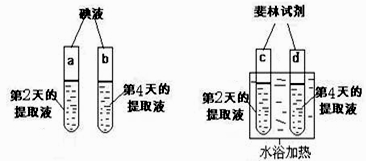 碘液
a b
第2天的
提取液
第4天的
提取液
斐林试剂
c d
第2天的
提取液
第4天的
提取液
水浴加热